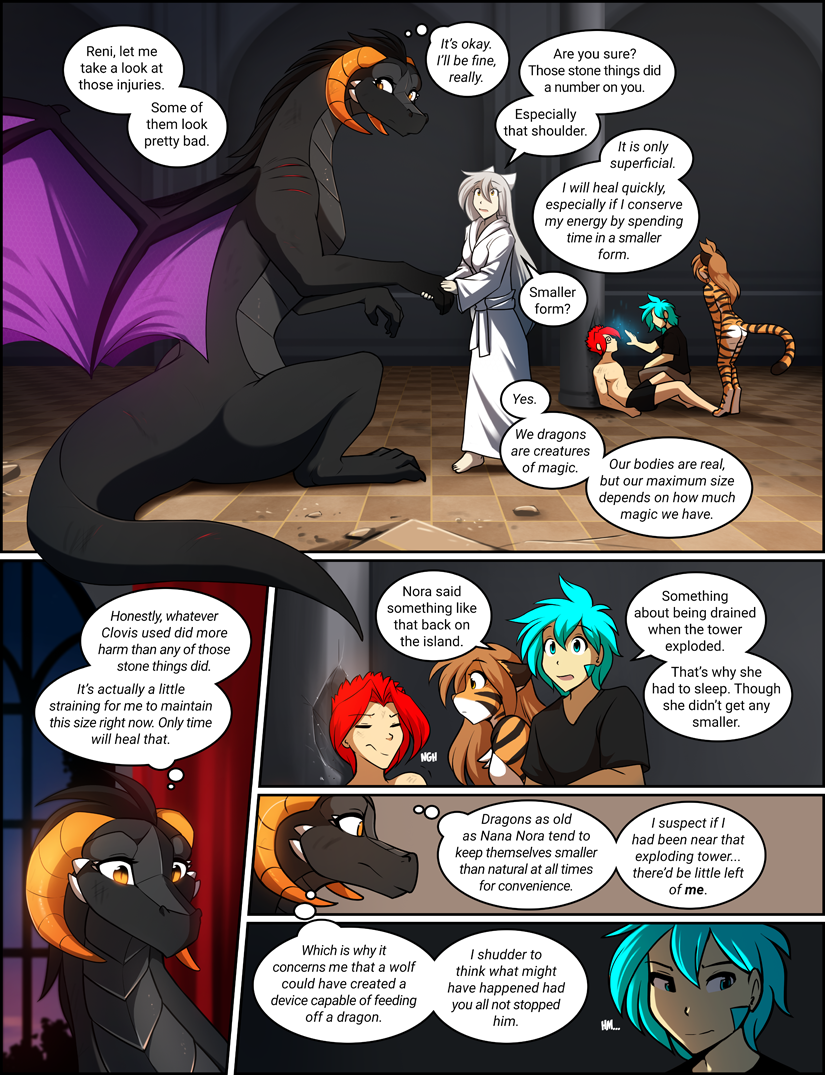 Reni, let me
take a look at
those injuries.
Some of
them look
pretty bad.
It's okay.
I'll be fine,
really.
Are you sure?
Those stone things did
a number on you.
Especially
that shoulder.
It is only
superficial.
I will heal quickly,
especially if I conserve
my energy by spending
time in a smaller
form.
Smaller
form?
Yes.
We dragons
are creatures
of magic.
Our bodies are real,
but our maximum size
depends on how much
magic we have.
Honestly, whatever
Clovis used did more
harm than any of those
stone things did.
It's actually a little
straining for me to maintain
this size right now. Only time
will heal that.
Nora said
something like
that back on
the island.
Something
about being drained
when the tower
exploded.
That's why she
had to sleep. Though
she didn't get any
smaller.
NGH
Dragons as old
as Nana Nora tend to
keep themselves smaller
than natural at all times
for convenience.
I suspect if I
had been near that
exploding tower...
there'd be little left
of me.
Which is why it
concerns me that a wolf
could have created a
device capable of feeding
off a dragon.
I shudder to
think what might
have happened had
you all not stopped
him.
HM...